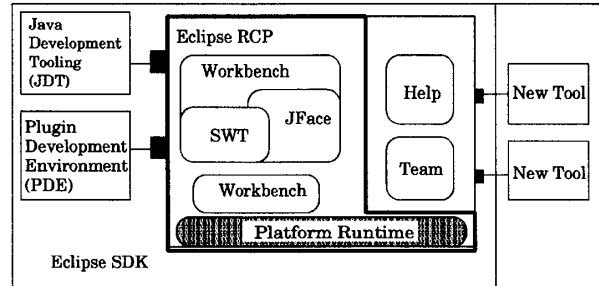 Java
Development
Tooling
(JDT)
Plugin
Development
Environment
(PDE)
Eclipse SDK
Eclipse RCP
Workbench
JFace
SWT
Workbench
Platform Runtime
Help
Team
New Tool
New Tool